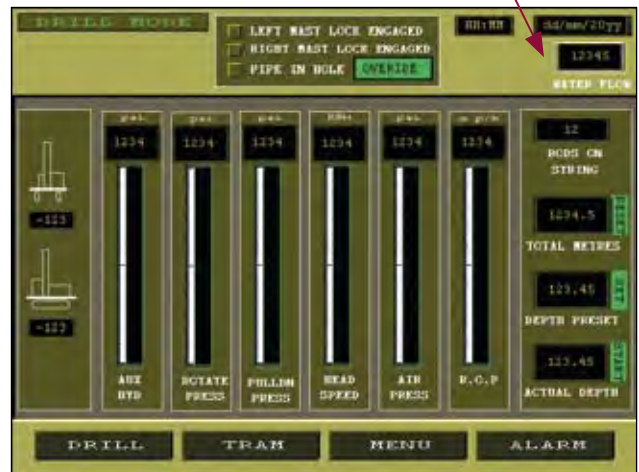 DRILL MODE
LEFT MAST LOCK ENGAGED
RIGHT MAST LOCK ENGAGED
PIPE IN HOLE OVERIDE
HH:MM dd/mm/20yy
12345
WATER FLOW
psi psi psi RPM psi m p/m
1234 1234 1234 1234 1234 1234
-123
-123
AUX HYD
ROTATE PRESS
PULLDN PRESS
HEAD SPEED
AIR PRESS
R.O.P
12
RODS ON STRING
1234.5
TOTAL METRES
123.45
DEPTH PRESET
123.45 START
ACTUAL DEPTH
DRILL TRAM MENU ALARM